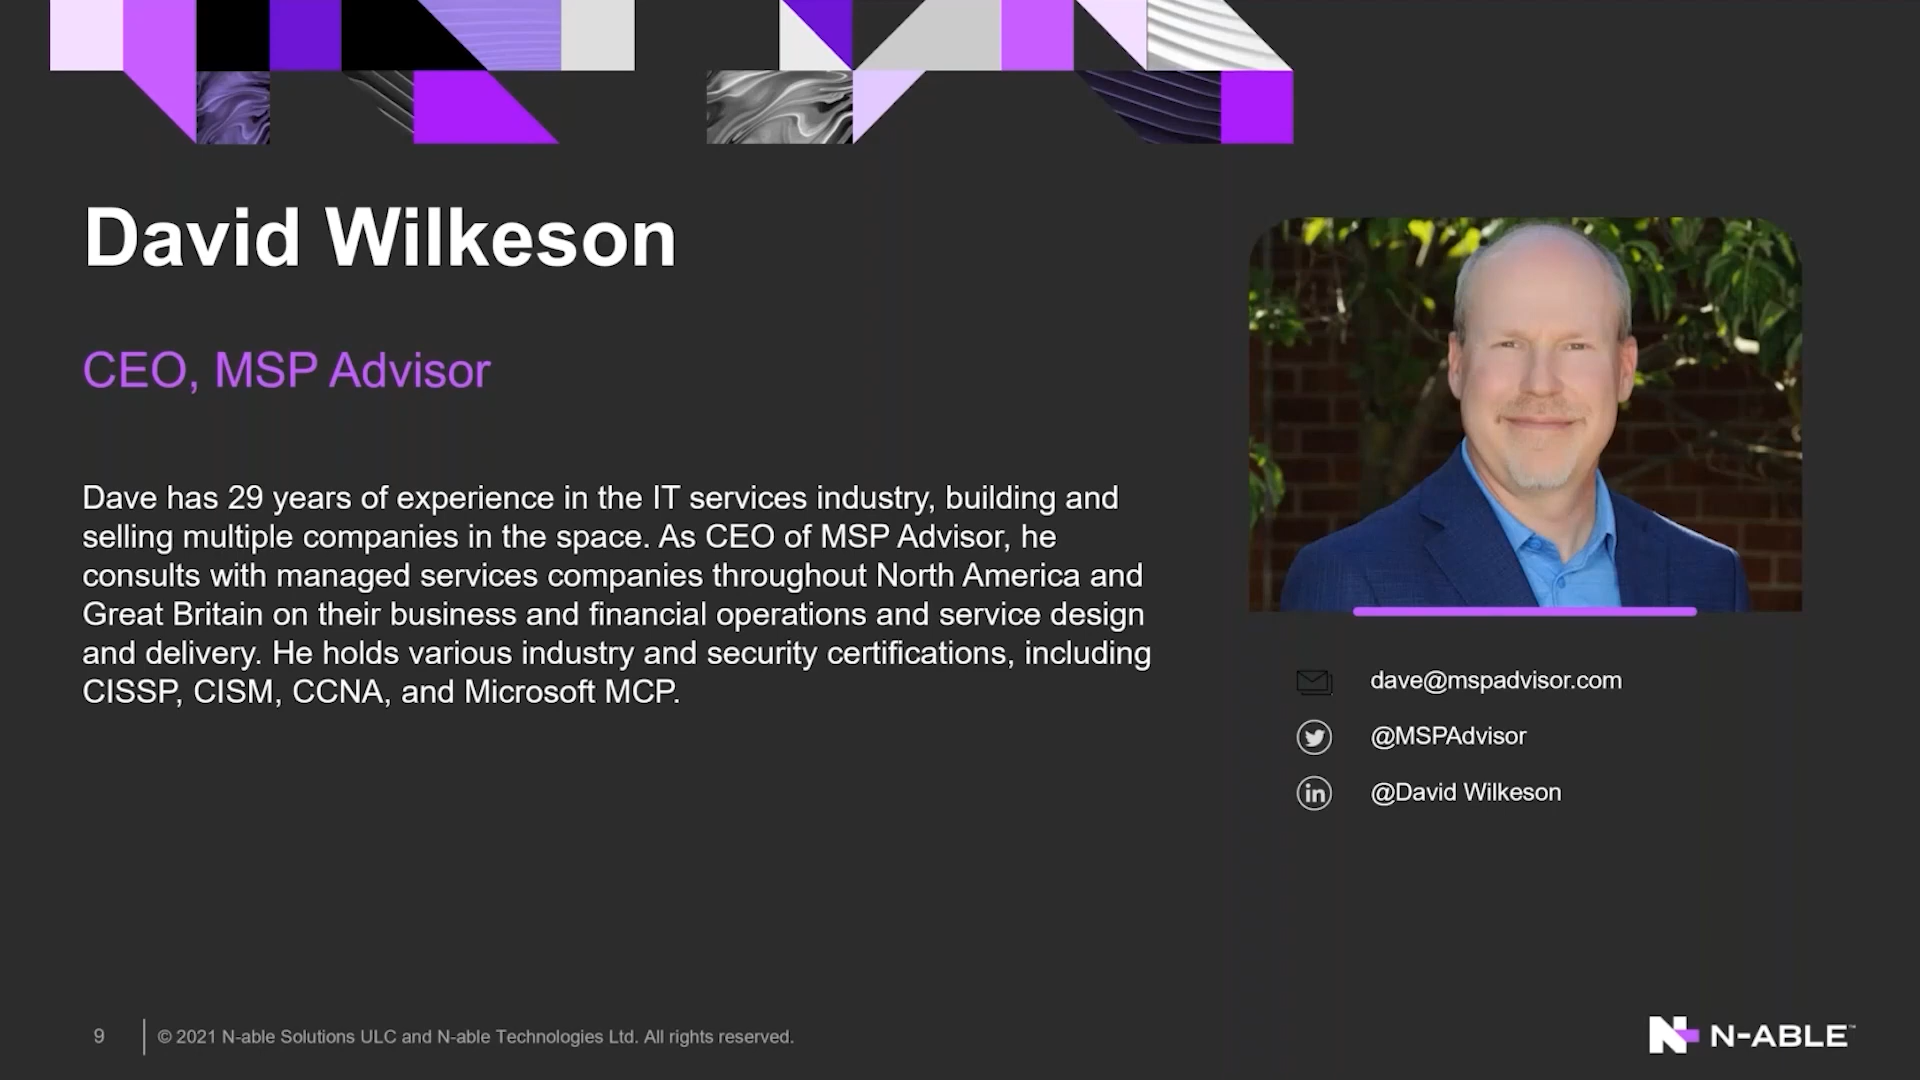 David Wilkeson
CEO, MSP Advisor
Dave has 29 years of experience in the IT services industry, building and
selling multiple companies in the space. As CEO of MSP Advisor, he
consults with managed services companies throughout North America and
Great Britain on their business and financial operations and service design
and delivery. He holds various industry and security certifications, including
CISSP, CISM, CCNA, and Microsoft MCP.
dave@mspadvisor.com
@MSPAdvisor
in
@David Wilkeson
9
© 2021 N-able Solutions ULC and N-able Technologies Ltd. All rights reserved.
N-ABLE™